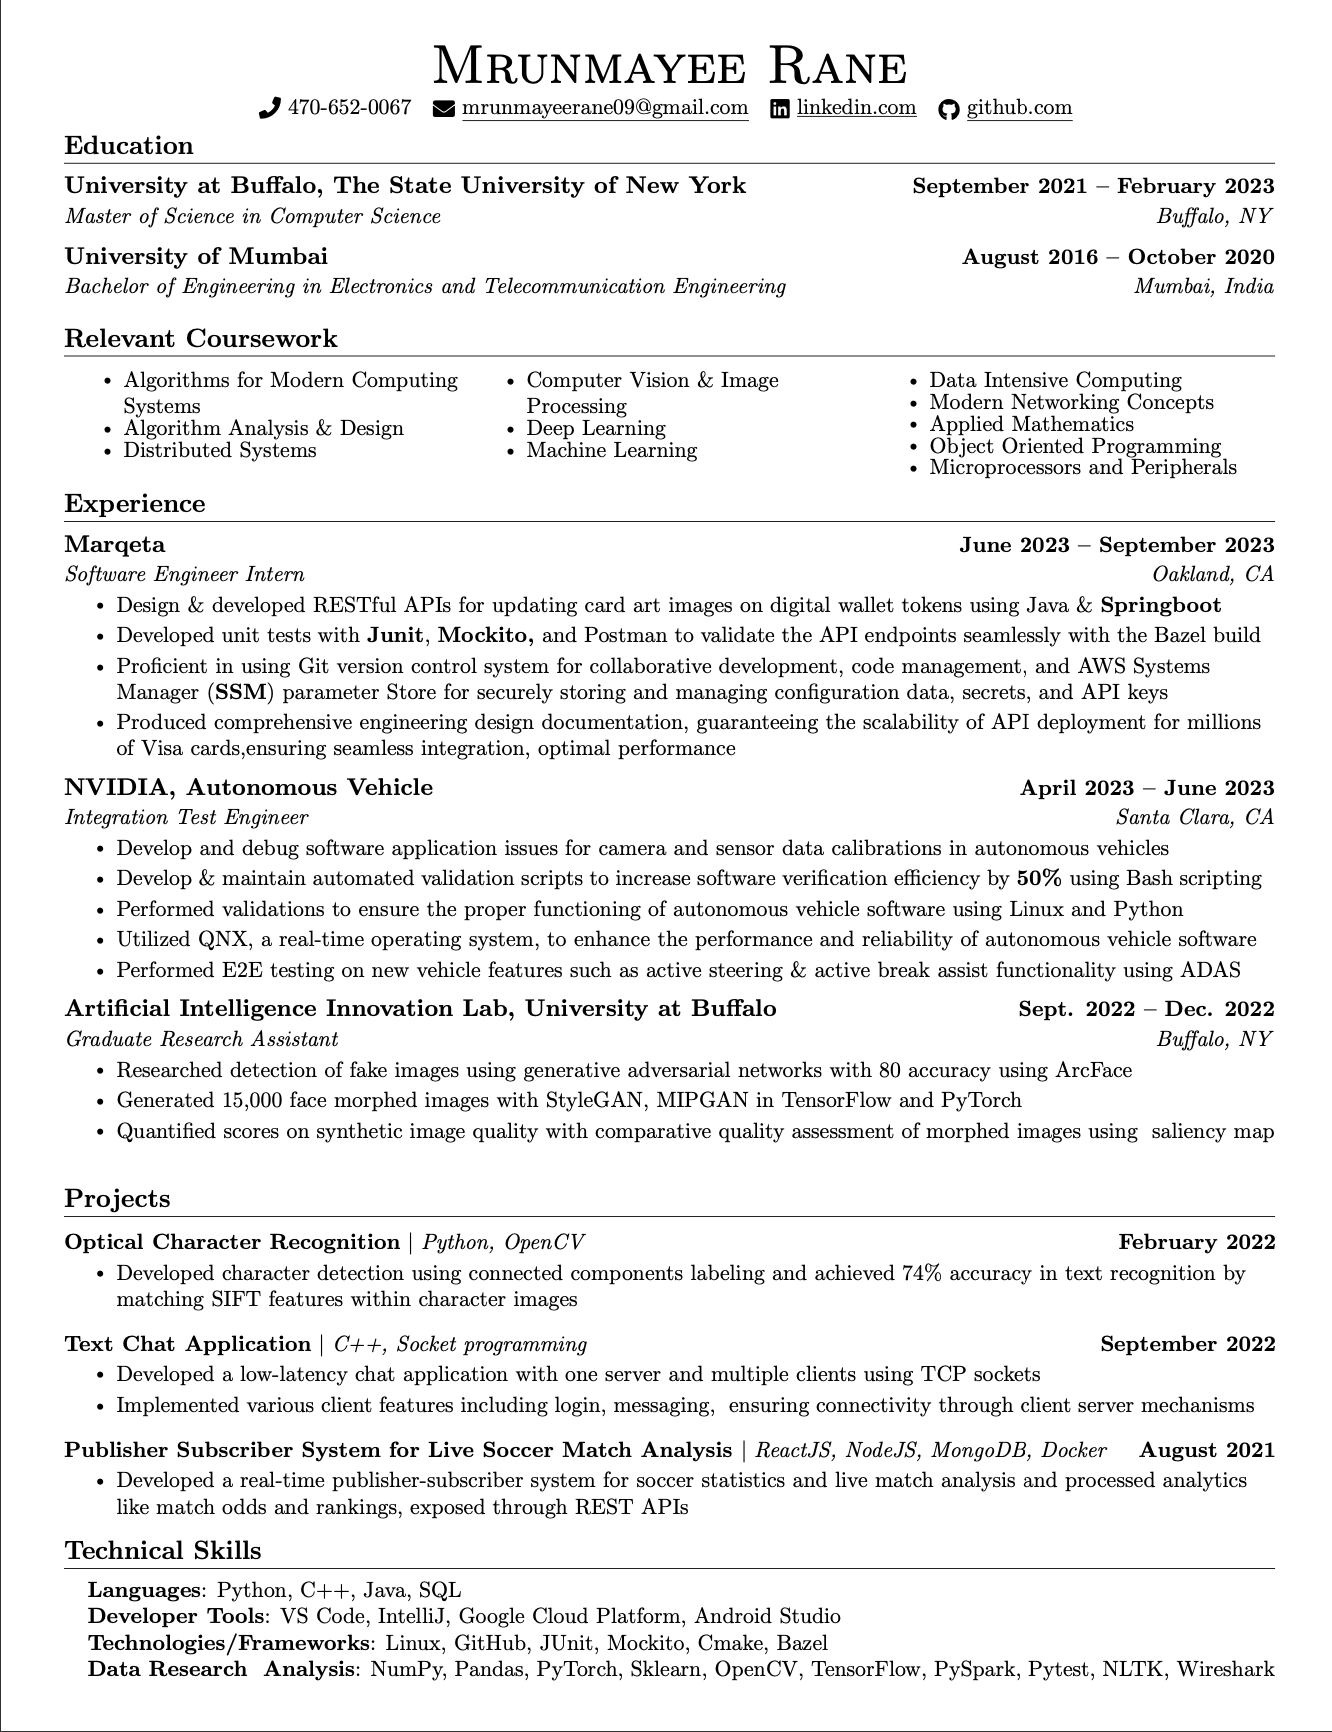 Mrunmayee Rane
470-652-0067 mrunmayeerane09@gmail.com linkedin.com github.com
Education
University at Buffalo, The State University of New York September 2021 – February 2023
Master of Science in Computer Science Buffalo, NY
University of Mumbai August 2016 – October 2020
Bachelor of Engineering in Electronics and Telecommunication Engineering Mumbai, India
Relevant Coursework
• Algorithms for Modern Computing
Systems
• Algorithm Analysis & Design
• Distributed Systems
• Computer Vision & Image
Processing
• Deep Learning
• Machine Learning
• Data Intensive Computing
• Modern Networking Concepts
• Applied Mathematics
• Object Oriented Programming
• Microprocessors and Peripherals
Experience
Marqeta June 2023 – September 2023
Software Engineer Intern Oakland, CA
• Design & developed RESTful APIs for updating card art images on digital wallet tokens using Java & Springboot
• Developed unit tests with Junit, Mockito, and Postman to validate the API endpoints seamlessly with the Bazel build
• Proficient in using Git version control system for collaborative development, code management, and AWS Systems
Manager (SSM) parameter Store for securely storing and managing configuration data, secrets, and API keys
• Produced comprehensive engineering design documentation, guaranteeing the scalability of API deployment for millions
of Visa cards,ensuring seamless integration, optimal performance
NVIDIA, Autonomous Vehicle April 2023 – June 2023
Integration Test Engineer Santa Clara, CA
• Develop and debug software application issues for camera and sensor data calibrations in autonomous vehicles
• Develop & maintain automated validation scripts to increase software verification efficiency by 50% using Bash scripting
• Performed validations to ensure the proper functioning of autonomous vehicle software using Linux and Python
• Utilized QNX, a real-time operating system, to enhance the performance and reliability of autonomous vehicle software
• Performed E2E testing on new vehicle features such as active steering & active break assist functionality using ADAS
Artificial Intelligence Innovation Lab, University at Buffalo Sept. 2022 – Dec. 2022
Graduate Research Assistant Buffalo, NY
• Researched detection of fake images using generative adversarial networks with 80 accuracy using ArcFace
• Generated 15,000 face morphed images with StyleGAN, MIPGAN in TensorFlow and PyTorch
• Quantified scores on synthetic image quality with comparative quality assessment of morphed images using saliency map
Projects
Optical Character Recognition | Python, OpenCV February 2022
• Developed character detection using connected components labeling and achieved 74% accuracy in text recognition by
matching SIFT features within character images
Text Chat Application | C++, Socket programming September 2022
• Developed a low-latency chat application with one server and multiple clients using TCP sockets
• Implemented various client features including login, messaging, ensuring connectivity through client server mechanisms
Publisher Subscriber System for Live Soccer Match Analysis | ReactJS, NodeJS, MongoDB, Docker August 2021
• Developed a real-time publisher-subscriber system for soccer statistics and live match analysis and processed analytics
like match odds and rankings, exposed through REST APIs
Technical Skills
Languages: Python, C++, Java, SQL
Developer Tools: VS Code, IntelliJ, Google Cloud Platform, Android Studio
Technologies/Frameworks: Linux, GitHub, JUnit, Mockito, Cmake, Bazel
Data Research Analysis: NumPy, Pandas, PyTorch, Sklearn, OpenCV, TensorFlow, PySpark, Pytest, NLTK, Wireshark